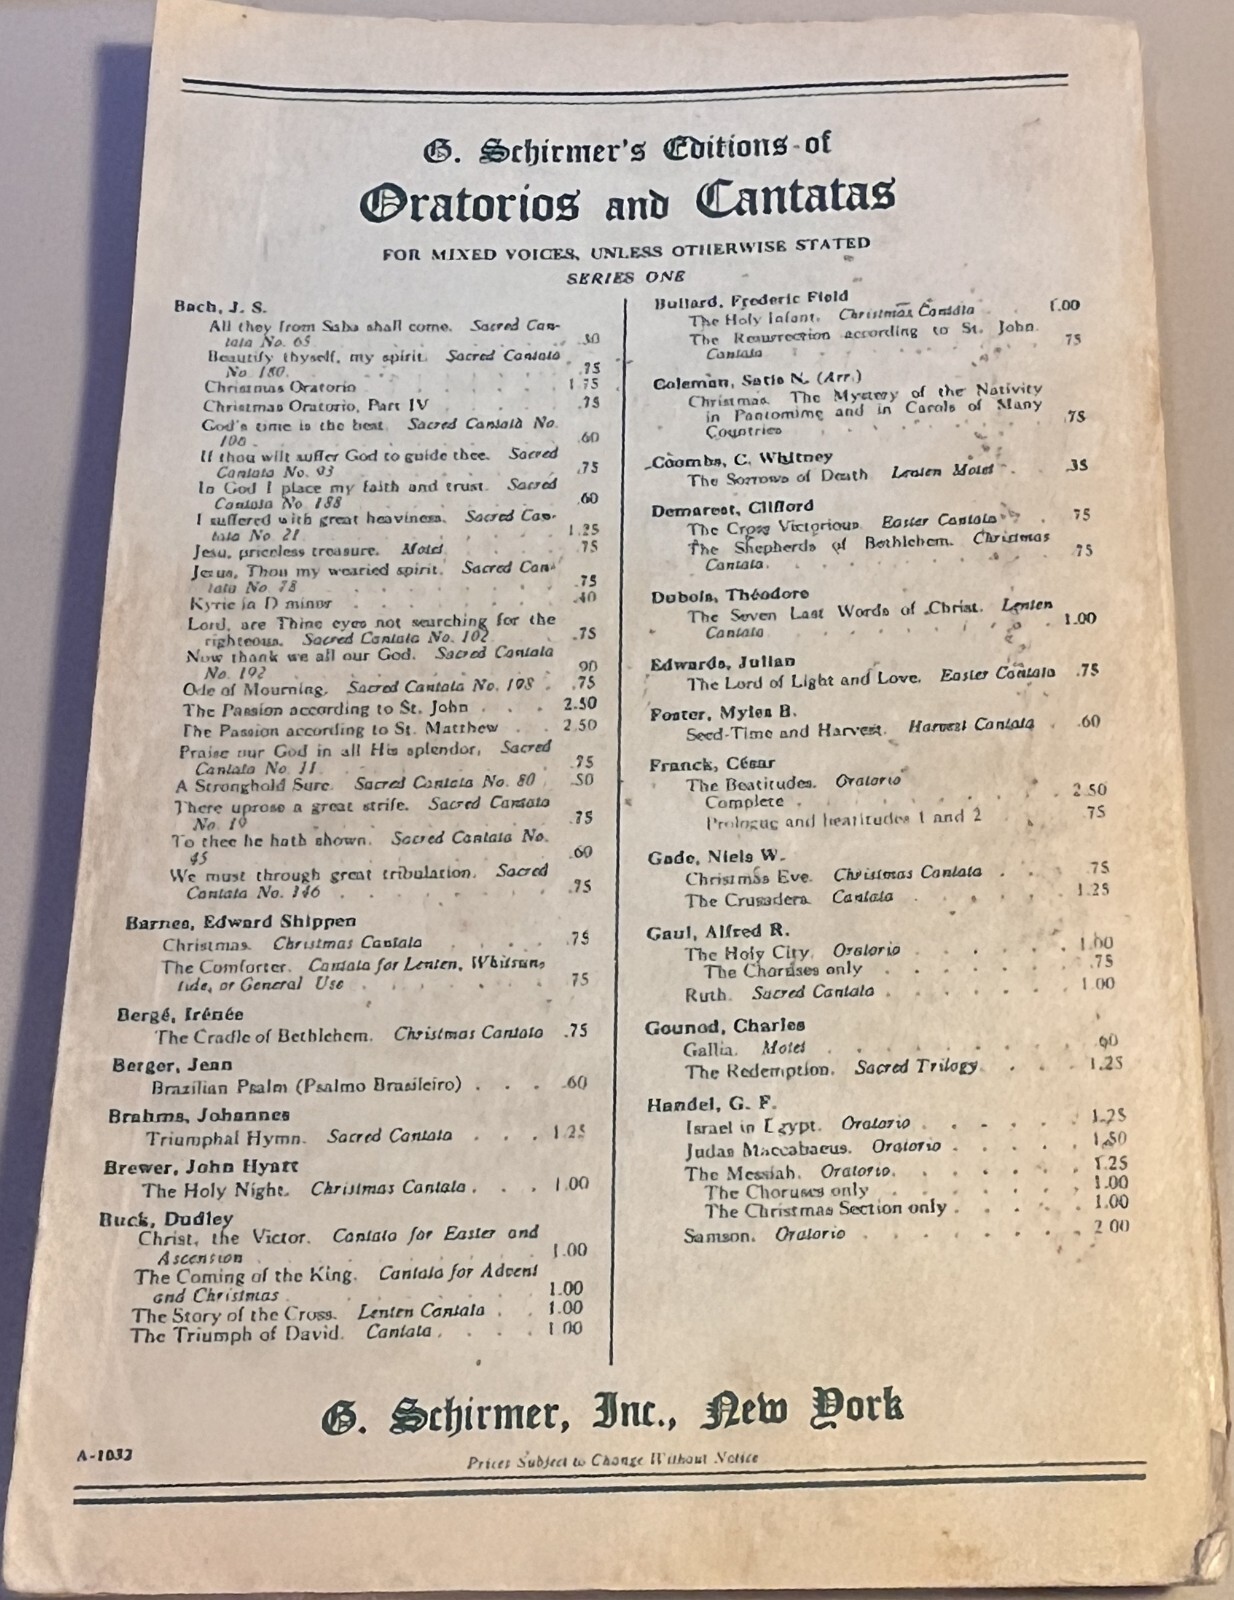 G. Schirmer's Editions of
Oratorios and Cantatas
FOR MIXED VOICES, UNLESS OTHERWISE STATED
SERIES ONE
Bach, J. S.
All they from Saba shall come. Sacred Can-
tata No. 65 .50
Beautify thyself, my spirit. Sacred Cantata
No. 180. .75
Christmas Oratorio 1.75
Christmas Oratorio, Part IV .75
God's time is the best. Sacred Cantata No.
106 .60
If thou wilt suffer God to guide thee. Sacred
Cantata No. 93 .75
In God I place my faith and trust. Sacred
Cantata No. 188 .60
I suffered with great heaviness. Sacred Can-
tata No. 21 1.25
Jesu, priceless treasure. Motet .75
Jesus, Thou my wearied spirit. Sacred Can-
tata No. 78 .75
Kyrie in D minor .40
Lord, are Thine eyes not searching for the
righteous. Sacred Cantata No. 102 .75
Now thank we all our God. Sacred Cantata
No. 192 .90
Ode of Mourning. Sacred Cantata No. 198 .75
The Passion according to St. John 2.50
The Passion according to St. Matthew 2.50
Praise our God in all His splendor. Sacred
Cantata No. 11 .75
A Stronghold Sure. Sacred Cantata No. 80 .50
There uprose a great strife. Sacred Cantata
No. 19 .75
To thee he hath shown. Sacred Cantata No.
45 .60
We must through great tribulation. Sacred
Cantata No. 146 .75
Barnes, Edward Shippen
Christmas. Christmas Cantata .75
The Comforter. Cantata for Lenten, Whitsun-
tide, or General Use .75
Bergé, Irénée
The Cradle of Bethlehem. Christmas Cantata .75
Berger, Jean
Brazilian Psalm (Psalmo Brasileiro) .60
Brahms, Johannes
Triumphal Hymn. Sacred Cantata 1.25
Brewer, John Hyatt
The Holy Night. Christmas Cantata 1.00
Buck, Dudley
Christ, the Victor. Cantata for Easter and
Ascension 1.00
The Coming of the King. Cantata for Advent
and Christmas 1.00
The Story of the Cross. Lenten Cantata 1.00
The Triumph of David. Cantata 1.00
Bullard, Frederic Field
The Holy Infant. Christmas Cantata 1.00
The Resurrection according to St. John.
Cantata .75
Coleman, Satis N. (Arr.)
Christmas. The Mystery of the Nativity
in Pantomime and in Carols of Many
Countries .75
Coombs, C. Whitney
The Sorrows of Death Lenten Motet .35
Demarest, Clifford
The Cross Victorious Easter Cantata .75
The Shepherds of Bethlehem. Christmas
Cantata. .75
Dubois, Théodore
The Seven Last Words of Christ. Lenten
Cantata 1.00
Edwards, Julian
The Lord of Light and Love. Easter Cantata .75
Foster, Myles B.
Seed-Time and Harvest. Harvest Cantata .60
Franck, César
The Beatitudes. Oratorio
Complete 2.50
Prologue and beatitudes 1 and 2 .75
Gade, Niels W.
Christmas Eve. Christmas Cantata .75
The Crusaders. Cantata 1.25
Gaul, Alfred R.
The Holy City. Oratorio 1.00
The Choruses only .75
Ruth. Sacred Cantata 1.00
Gounod, Charles
Gallia. Motet .60
The Redemption. Sacred Trilogy 1.25
Handel, G. F.
Israel in Egypt. Oratorio 1.25
Judas Maccabaeus. Oratorio 1.50
The Messiah. Oratorio. 1.25
The Choruses only 1.00
The Christmas Section only 1.00
Samson. Oratorio 2.00
G. Schirmer, Inc., New York
A-1032
Prices Subject to Change Without Notice